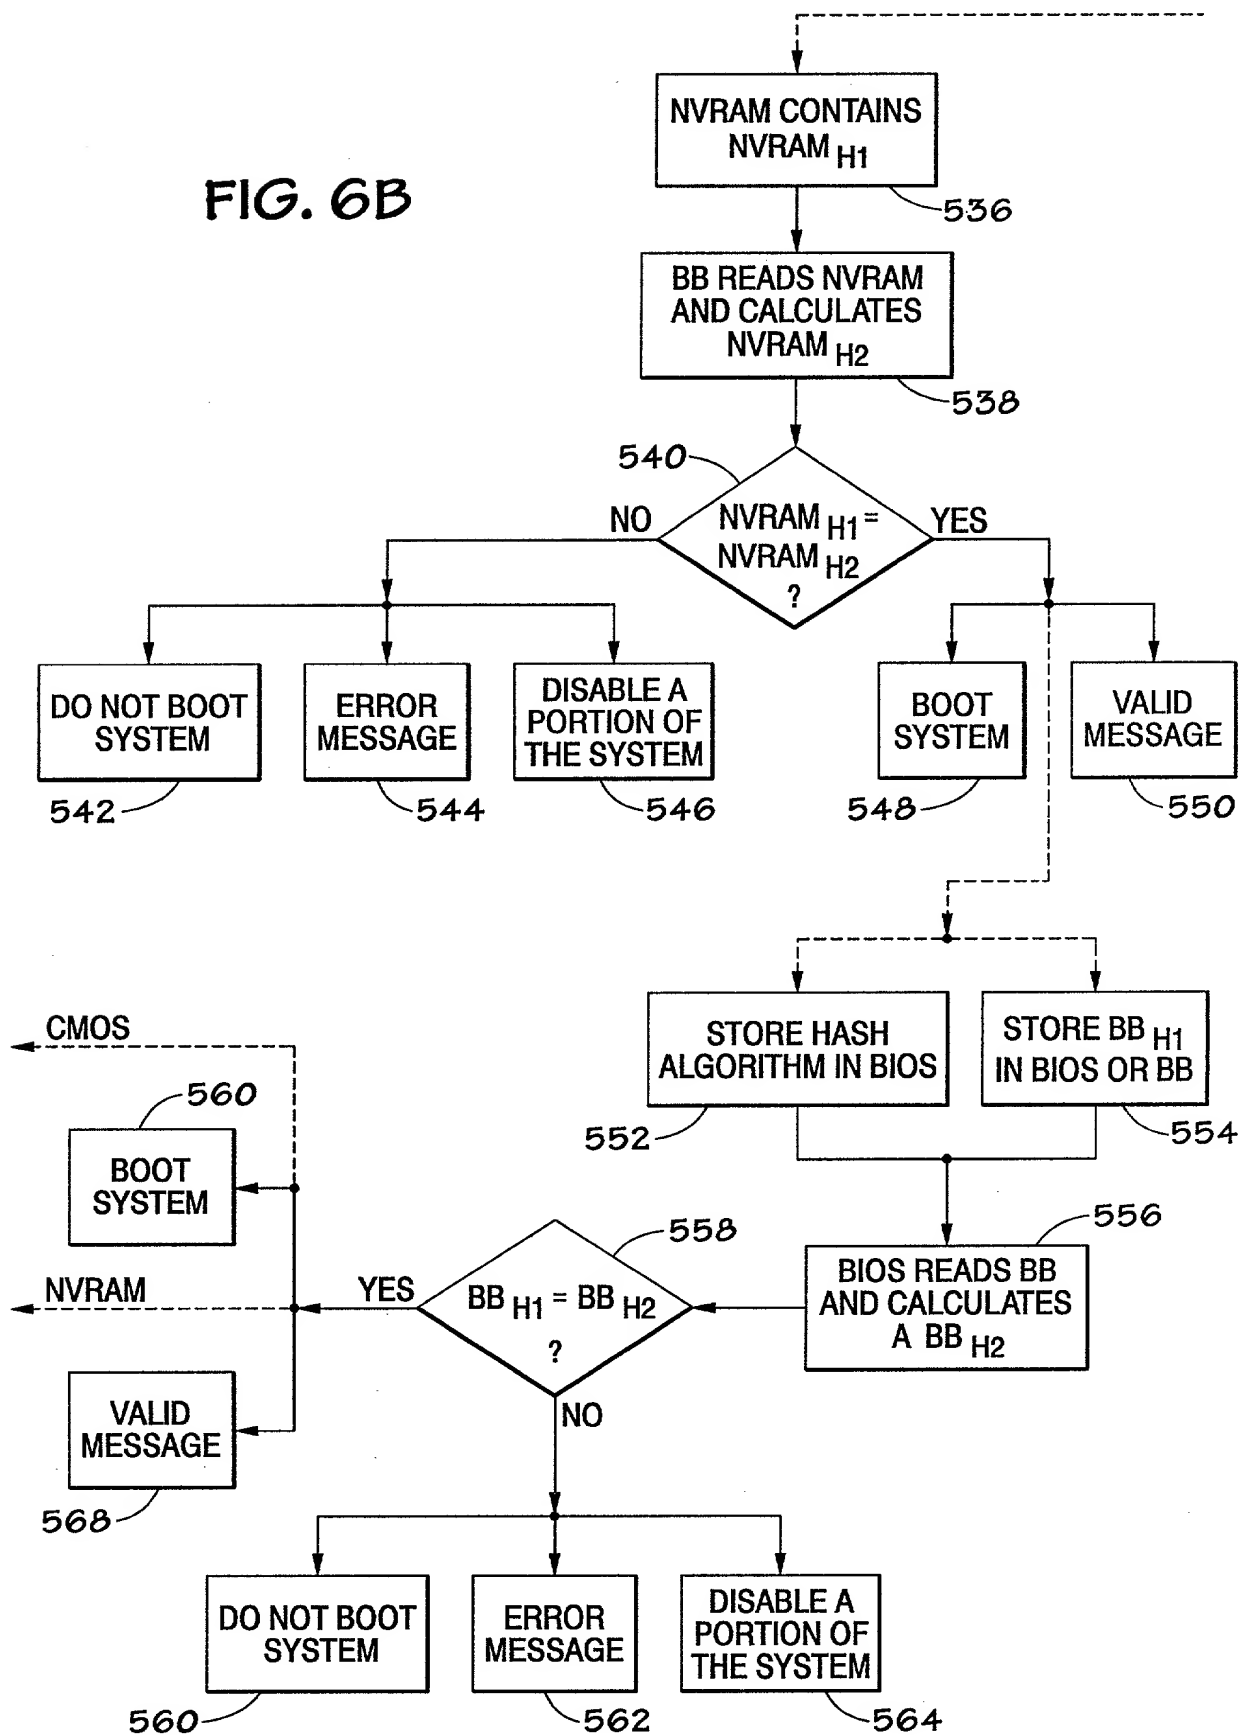 NVRAM CONTAINS
NVRAM H1
FIG. 6B
536
BB READS NVRAM
AND CALCULATES
NVRAM H2
538
540
NO
NVRAM H1 =
NVRAM H2
?
YES
DO NOT BOOT
SYSTEM
542
ERROR
MESSAGE
544
DISABLE A
PORTION OF
THE SYSTEM
546
BOOT
SYSTEM
548
VALID
MESSAGE
550
STORE HASH
ALGORITHM IN BIOS
552
STORE BB H1
IN BIOS OR BB
554
CMOS
560
BOOT
SYSTEM
556
BIOS READS BB
AND CALCULATES
A BB H2
558
BB H1 = BB H2
?
YES
NVRAM
VALID
MESSAGE
568
NO
DO NOT BOOT
SYSTEM
560
ERROR
MESSAGE
562
DISABLE A
PORTION OF
THE SYSTEM
564